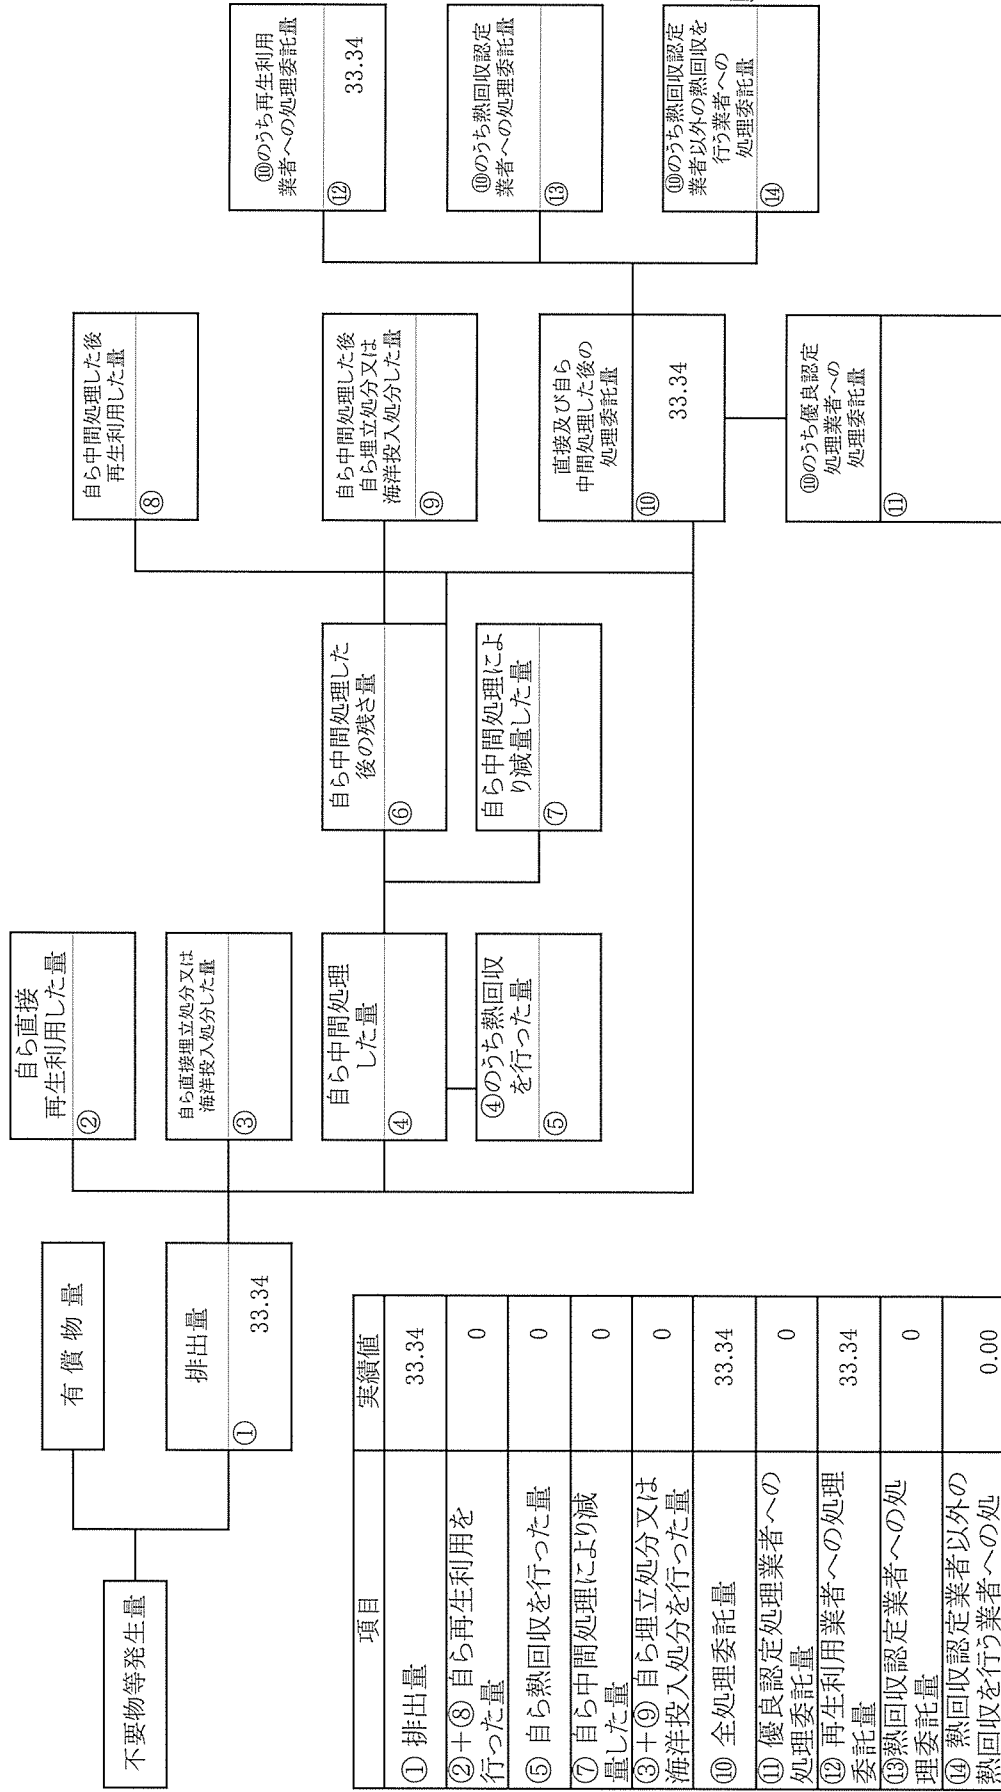 不要物等発生量
有償物量
排出量
①
33.34
自ら直接
再生利用した量
②
自ら直接埋立処分又は
海洋投入処分した量
③
自ら中間処理
した量
④
④のうち熱回収
を行った量
⑤
自ら中間処理した
後の残さ量
⑥
自ら中間処理によ
り減量した量
⑦
自ら中間処理した後
再生利用した量
⑧
自ら中間処理した後
自ら埋立処分又は
海洋投入処分した量
⑨
直接及び自ら
中間処理した後の
処理委託量
⑩
33.34
⑩のうち優良認定
処理業者への
処理委託量
⑪
⑩のうち再生利用
業者への処理委託量
⑫
33.34
⑩のうち熱回収認定
業者への処理委託量
⑬
⑩のうち熱回収認定
業者以外の熱回収を
行う業者への
処理委託量
⑭
項目 実績値
① 排出量 33.34
②+⑧ 自ら再生利用を
行った量 0
⑤ 自ら熱回収を行った量 0
⑦ 自ら中間処理により減
量した量 0
③+⑨ 自ら埋立処分又は
海洋投入処分を行った量 0
⑩ 全処理委託量 33.34
⑪ 優良認定処理業者への
処理委託量 0
⑫ 再生利用業者への処理
委託量 33.34
⑬熱回収認定業者への処
理委託量 0
⑭ 熱回収認定業者以外の
熱回収を行う業者への処 0.00